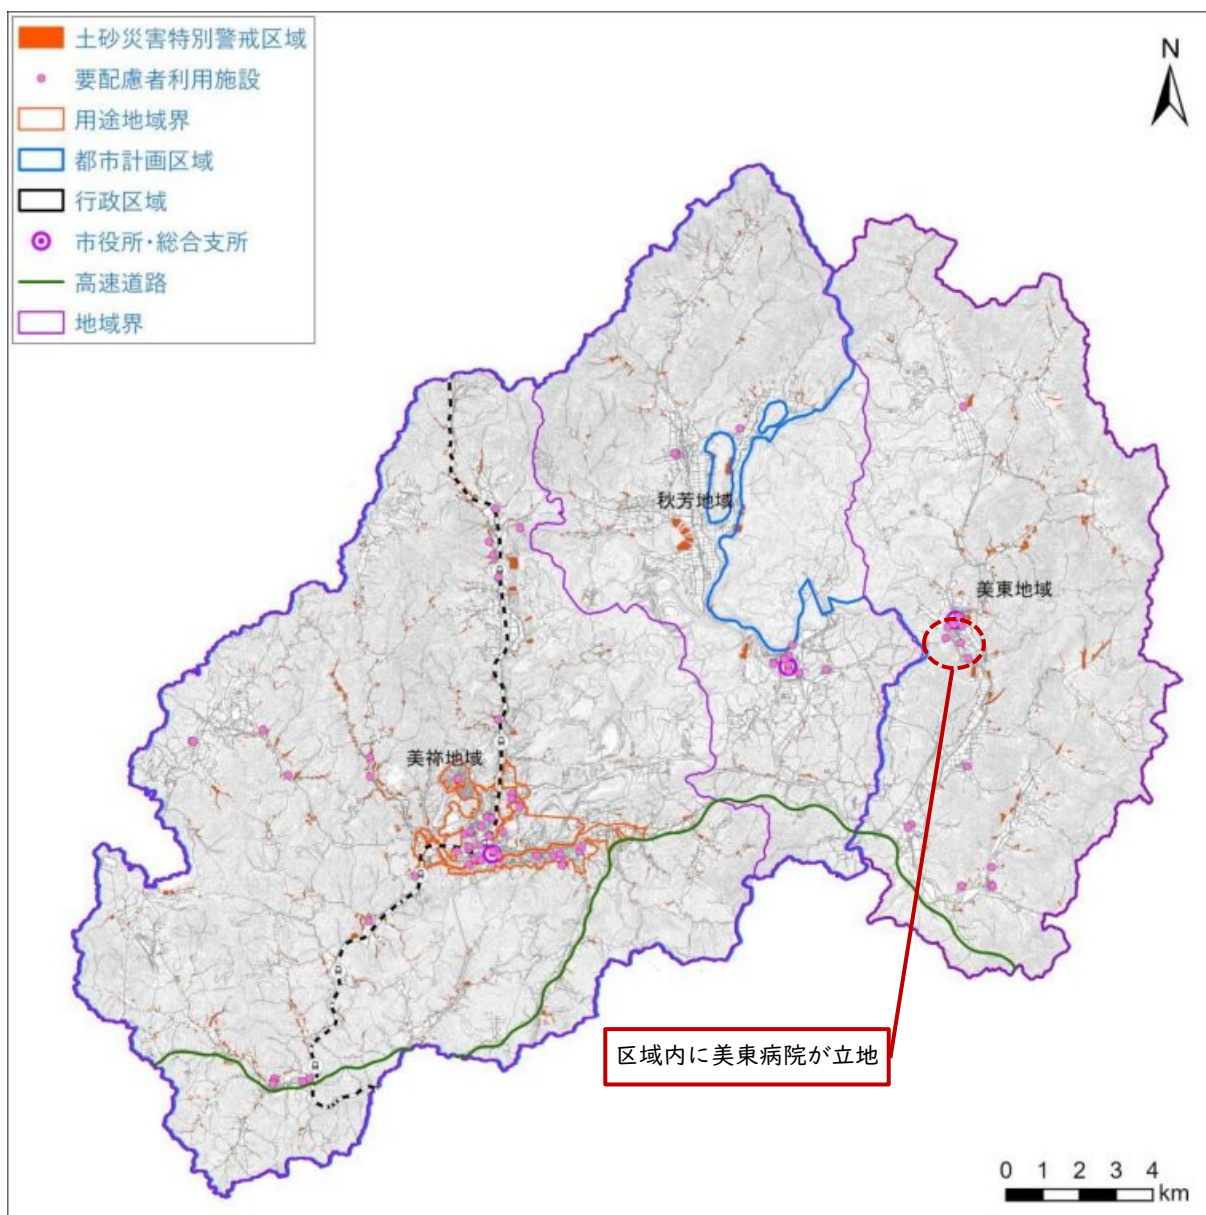 土砂災害特別警戒区域
要配慮者利用施設
用途地域界
都市計画区域
行政区域
市役所・総合支所
高速道路
地域界
N
秋芳地域
美東地域
美祢地域
区域内に美東病院が立地
0 1 2 3 4
km